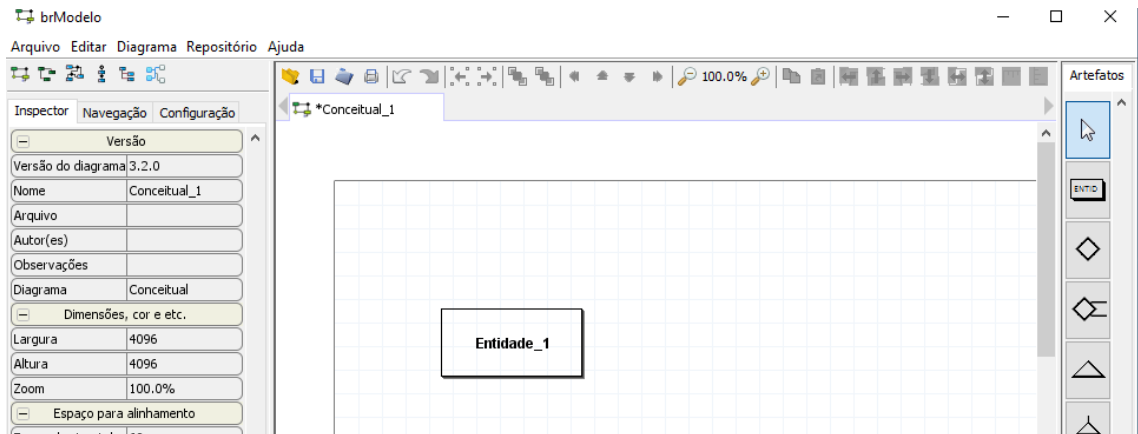 brModelo
Arquivo Editar Diagrama Repositório Ajuda
100.0%
Artefatos
Inspector Navegação Configuração
*Conceitual_1
Versão
Versão do diagrama 3.2.0
Nome Conceitual_1
Arquivo
Autor(es)
Observações
Diagrama Conceitual
Dimensões, cor e etc.
Largura 4096
Altura 4096
Zoom 100.0%
Espaço para alinhamento
ENTID
Entidade_1